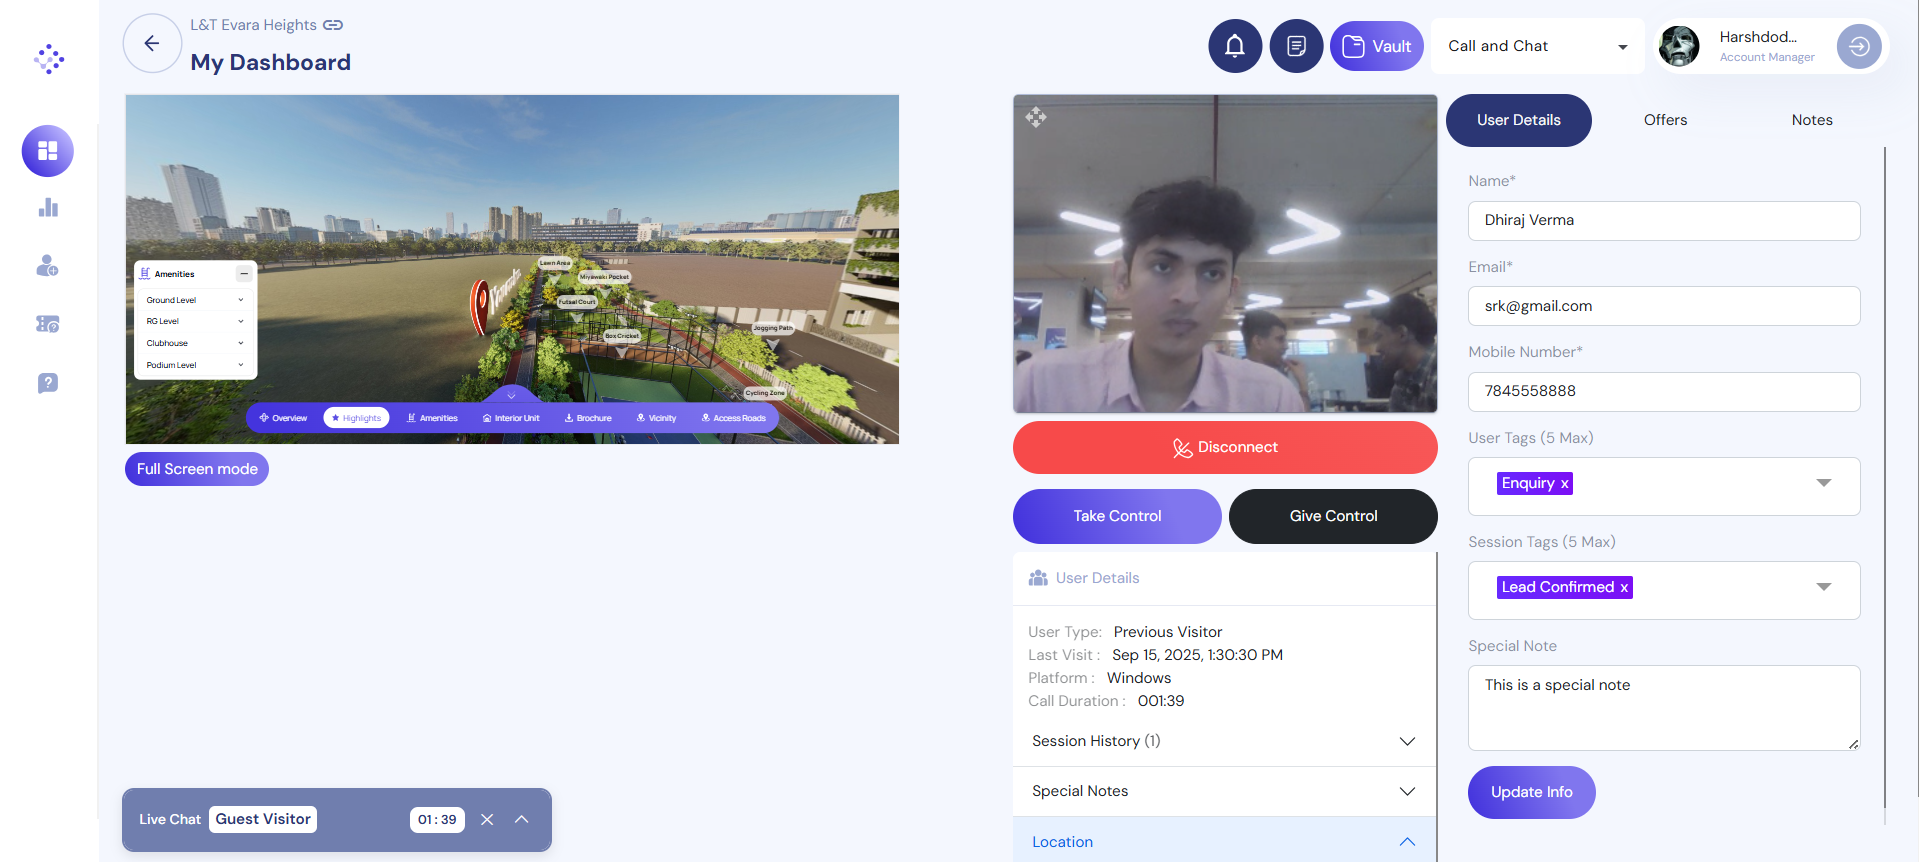 L&T Evara Heights
My Dashboard
Vault
Call and Chat
Harshdod...
Account Manager
Amenities
Ground Level
RG Level
Clubhouse
Podium Level
Lawn Area
Miyawaki Pocket
Futsal Court
Box Cricket
Jogging Path
Cycling Zone
Overview
Highlights
Amenities
Interior Unit
Brochure
Vicinity
Access Roads
Full Screen mode
Live Chat
Guest Visitor
01 : 39
Disconnect
Take Control
Give Control
User Details
User Type: Previous Visitor
Last Visit : Sep 15, 2025, 1:30:30 PM
Platform : Windows
Call Duration : 001:39
Session History (1)
Special Notes
Location
User Details
Offers
Notes
Name*
Dhiraj Verma
Email*
srk@gmail.com
Mobile Number*
7845558888
User Tags (5 Max)
Enquiry x
Session Tags (5 Max)
Lead Confirmed x
Special Note
This is a special note
Update Info